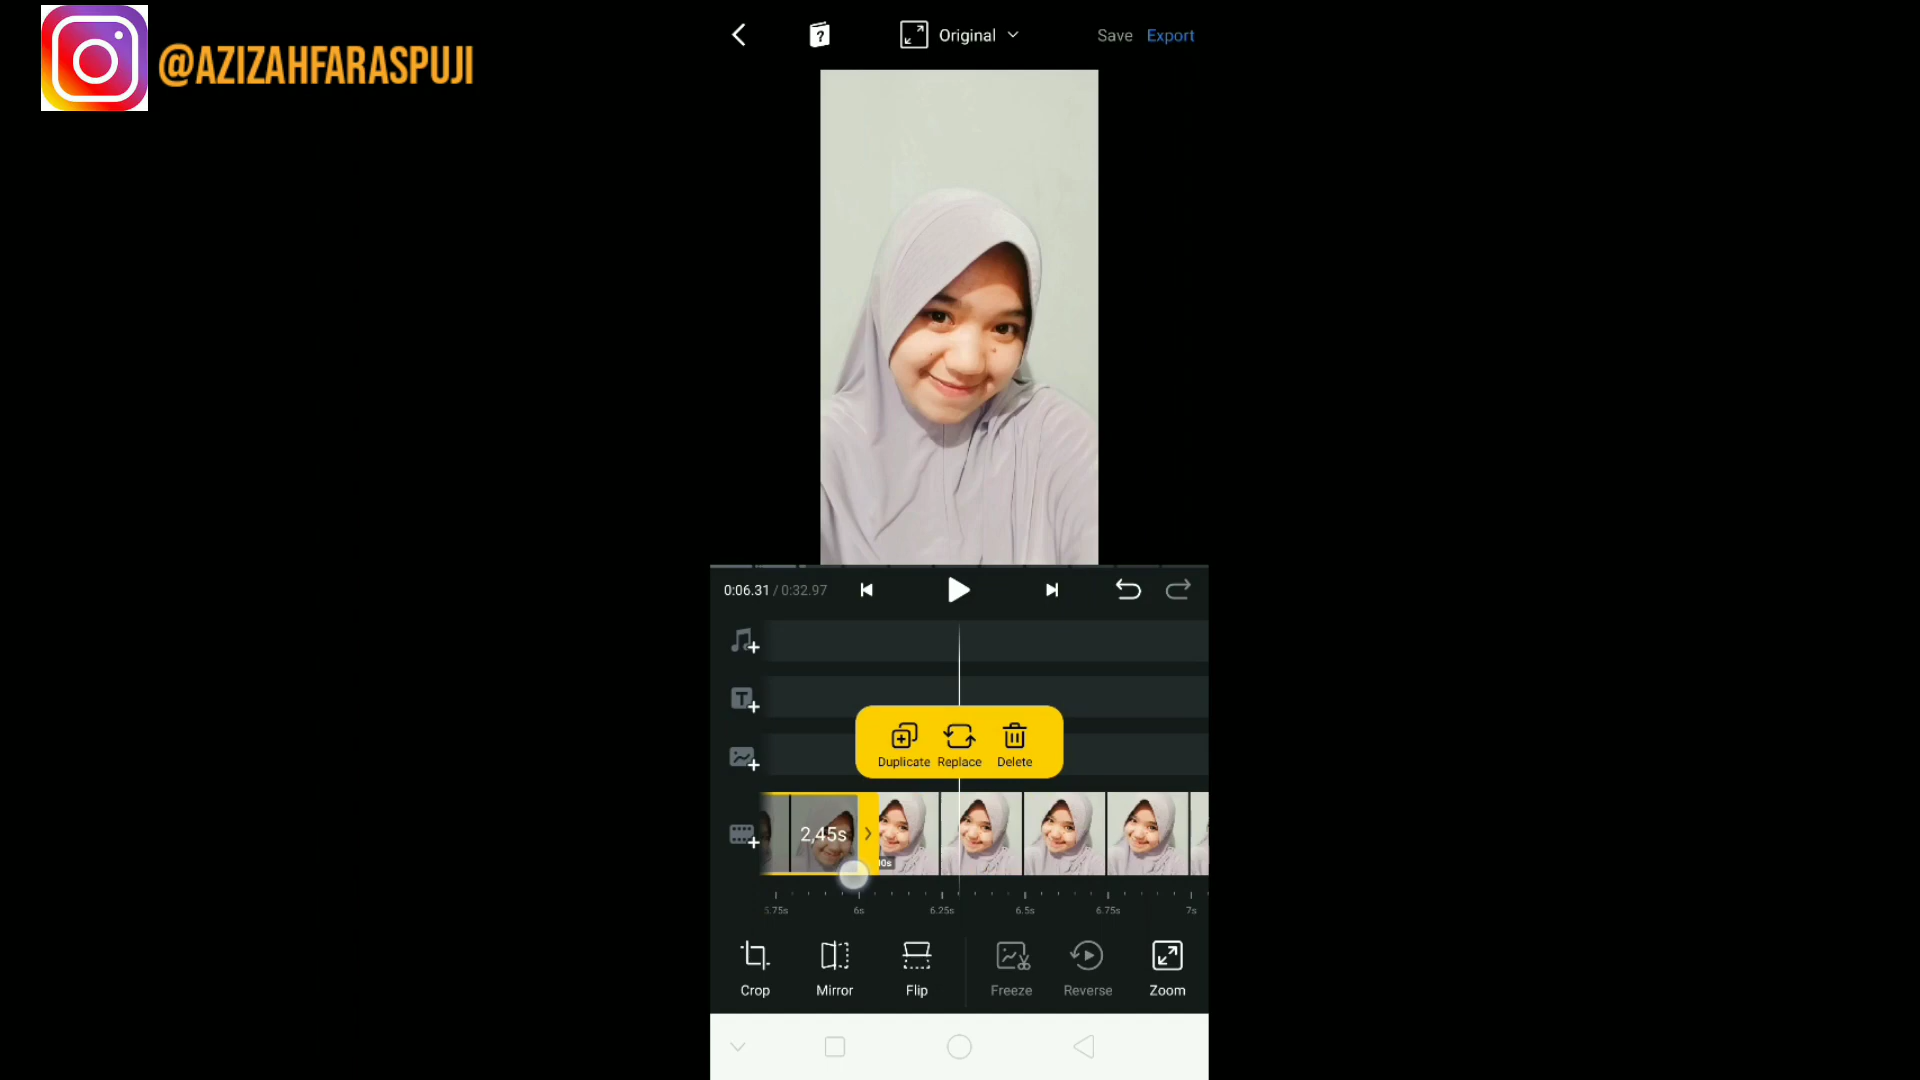 @AZIZAHFARASPUJI
Original
Save Export
0:06.31 / 0:32.97
Duplicate Replace Delete
2,45s
5.75s 6s 6.25s 6.5s 6.75s 7s
Crop Mirror Flip Freeze Reverse Zoom